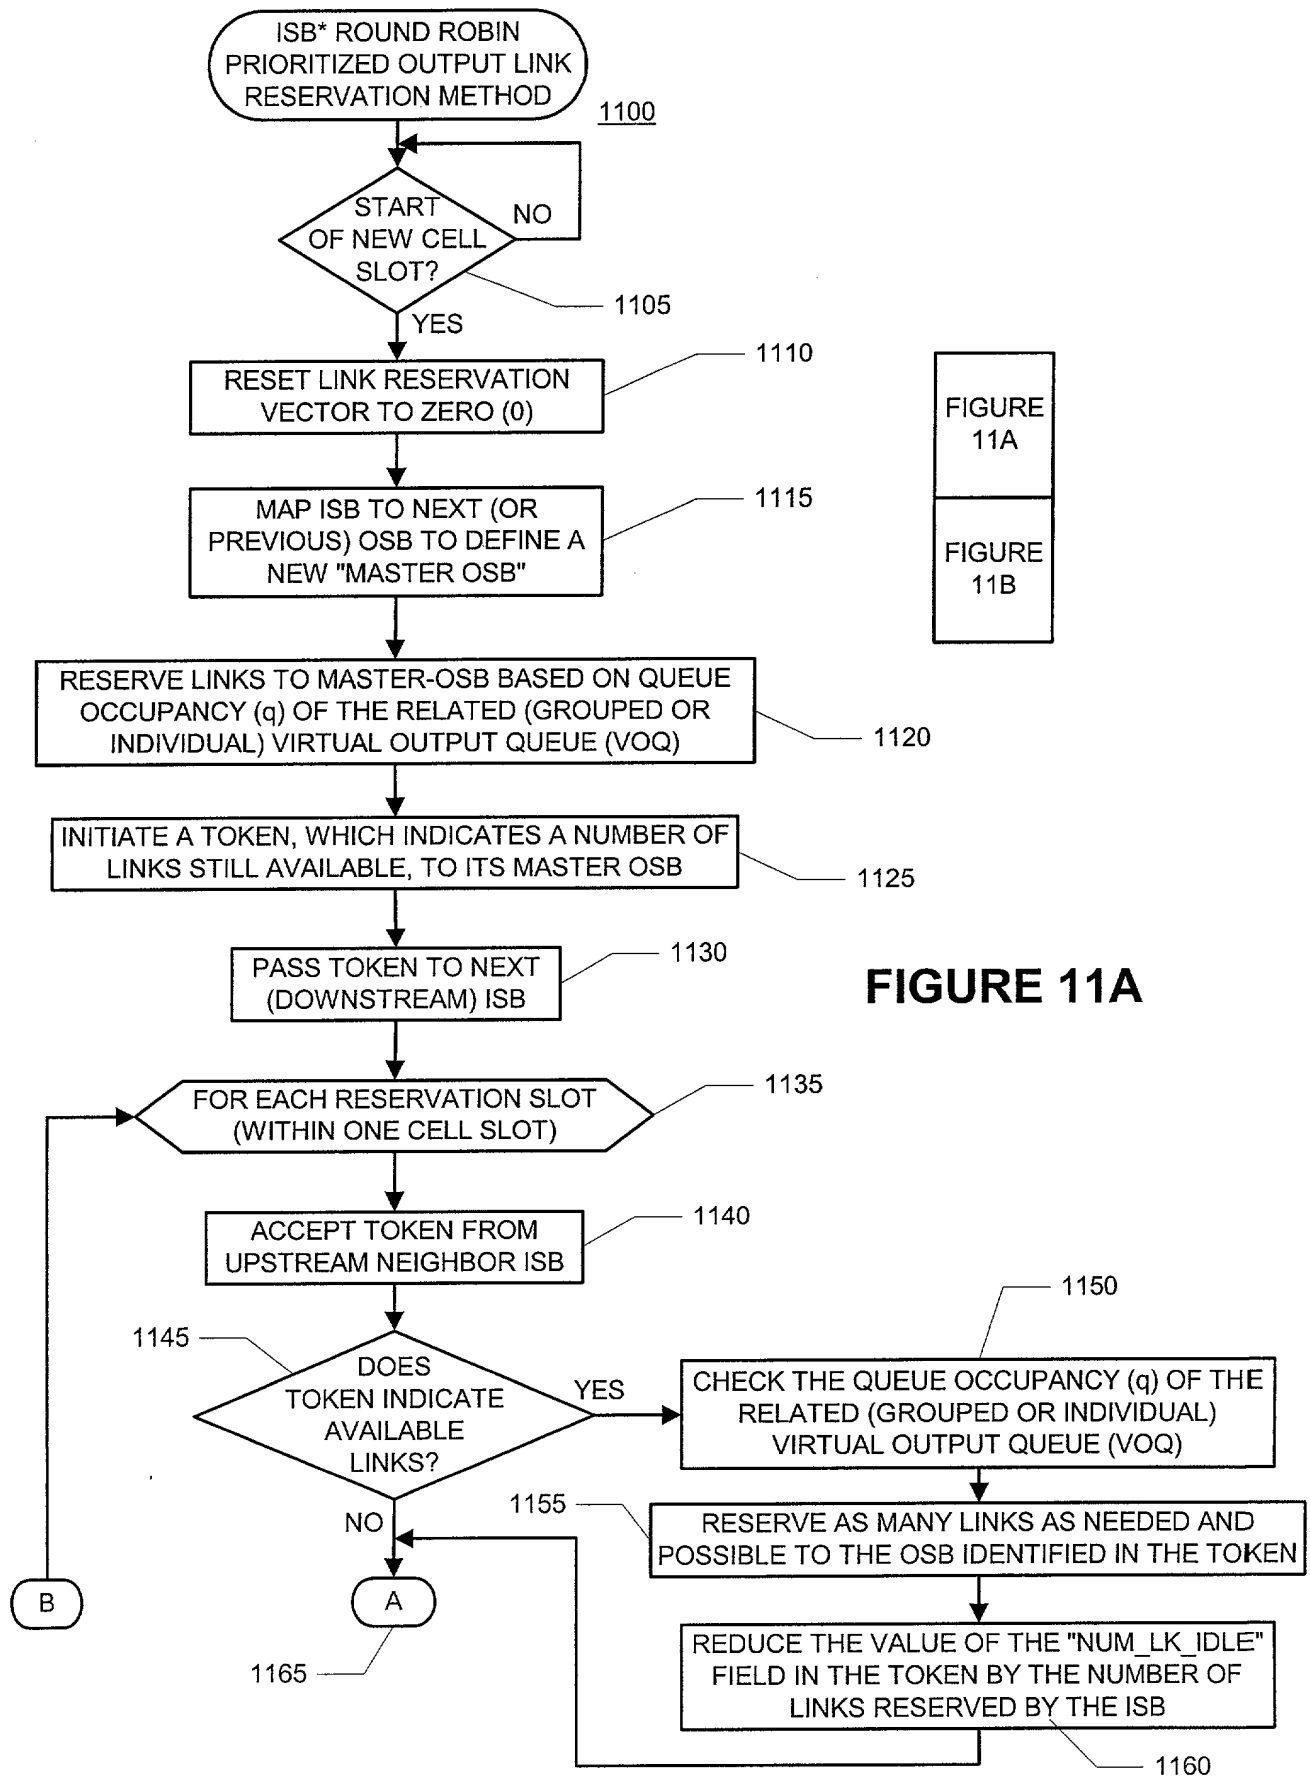 ISB* ROUND ROBIN
PRIORITIZED OUTPUT LINK
RESERVATION METHOD
1100
START
OF NEW CELL
SLOT?
NO
1105
YES
1110
RESET LINK RESERVATION
VECTOR TO ZERO (0)
FIGURE
11A
1115
MAP ISB TO NEXT (OR
PREVIOUS) OSB TO DEFINE A
NEW "MASTER OSB"
FIGURE
11B
RESERVE LINKS TO MASTER-OSB BASED ON QUEUE
OCCUPANCY (q) OF THE RELATED (GROUPED OR
INDIVIDUAL) VIRTUAL OUTPUT QUEUE (VOQ)
1120
INITIATE A TOKEN, WHICH INDICATES A NUMBER OF
LINKS STILL AVAILABLE, TO ITS MASTER OSB
1125
PASS TOKEN TO NEXT
(DOWNSTREAM) ISB
1130
FIGURE 11A
FOR EACH RESERVATION SLOT
(WITHIN ONE CELL SLOT)
1135
ACCEPT TOKEN FROM
UPSTREAM NEIGHBOR ISB
1140
1145
DOES
TOKEN INDICATE
AVAILABLE
LINKS?
YES
1150
CHECK THE QUEUE OCCUPANCY (q) OF THE
RELATED (GROUPED OR INDIVIDUAL)
VIRTUAL OUTPUT QUEUE (VOQ)
NO
1155
RESERVE AS MANY LINKS AS NEEDED AND
POSSIBLE TO THE OSB IDENTIFIED IN THE TOKEN
B
A
1165
REDUCE THE VALUE OF THE "NUM_LK_IDLE"
FIELD IN THE TOKEN BY THE NUMBER OF
LINKS RESERVED BY THE ISB
1160